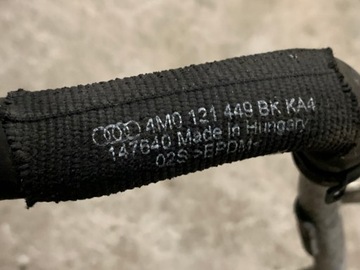 4M0 121 449 BK KA4
147640 Made in Hungary
02S >EPDM<